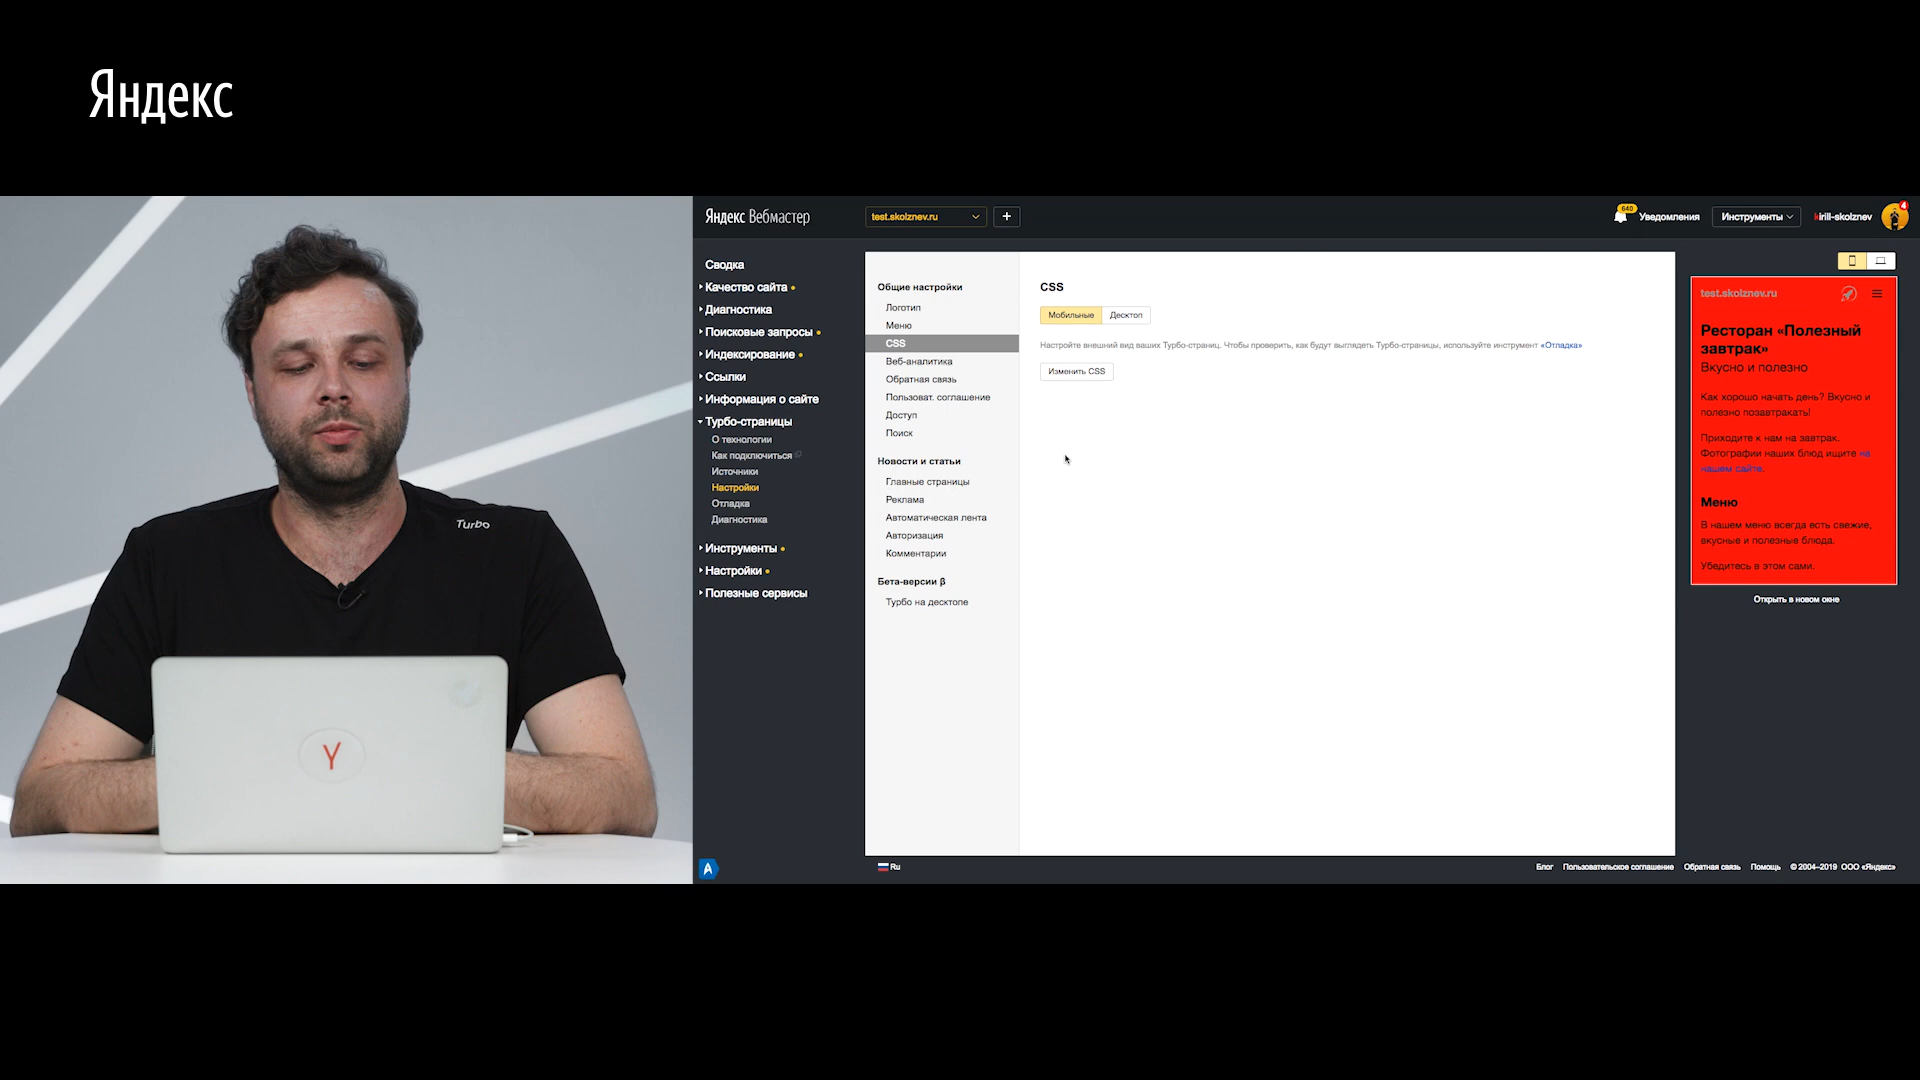 Яндекс
Turbo
Y
Яндекс Вебмастер
test.skolznev.ru
+
640
Уведомления
Инструменты
kirill-skolznev
4
Сводка
Качество сайта
Диагностика
Поисковые запросы
Индексирование
Ссылки
Информация о сайте
Турбо-страницы
О технологии
Как подключиться
Источники
Настройки
Отладка
Диагностика
Инструменты
Настройки
Полезные сервисы
Общие настройки
Логотип
Меню
CSS
Веб-аналитика
Обратная связь
Пользоват. соглашение
Доступ
Поиск
Новости и статьи
Главные страницы
Реклама
Автоматическая лента
Авторизация
Комментарии
Бета-версии β
Турбо на десктопе
CSS
Мобильные
Десктоп
Настройте внешний вид ваших Турбо-страниц. Чтобы проверить, как будут выглядеть Турбо-страницы, используйте инструмент «Отладка»
Изменить CSS
test.skolznev.ru
Ресторан «Полезный
завтрак»
Вкусно и полезно
Как хорошо начать день? Вкусно и
полезно позавтракать!
Приходите к нам на завтрак.
Фотографии наших блюд ищите на
нашем сайте.
Меню
В нашем меню всегда есть свежие,
вкусные и полезные блюда.
Убедитесь в этом сами.
Открыть в новом окне
A
Ru
Блог Пользовательское соглашение Обратная связь Помощь © 2004–2019 ООО «Яндекс»